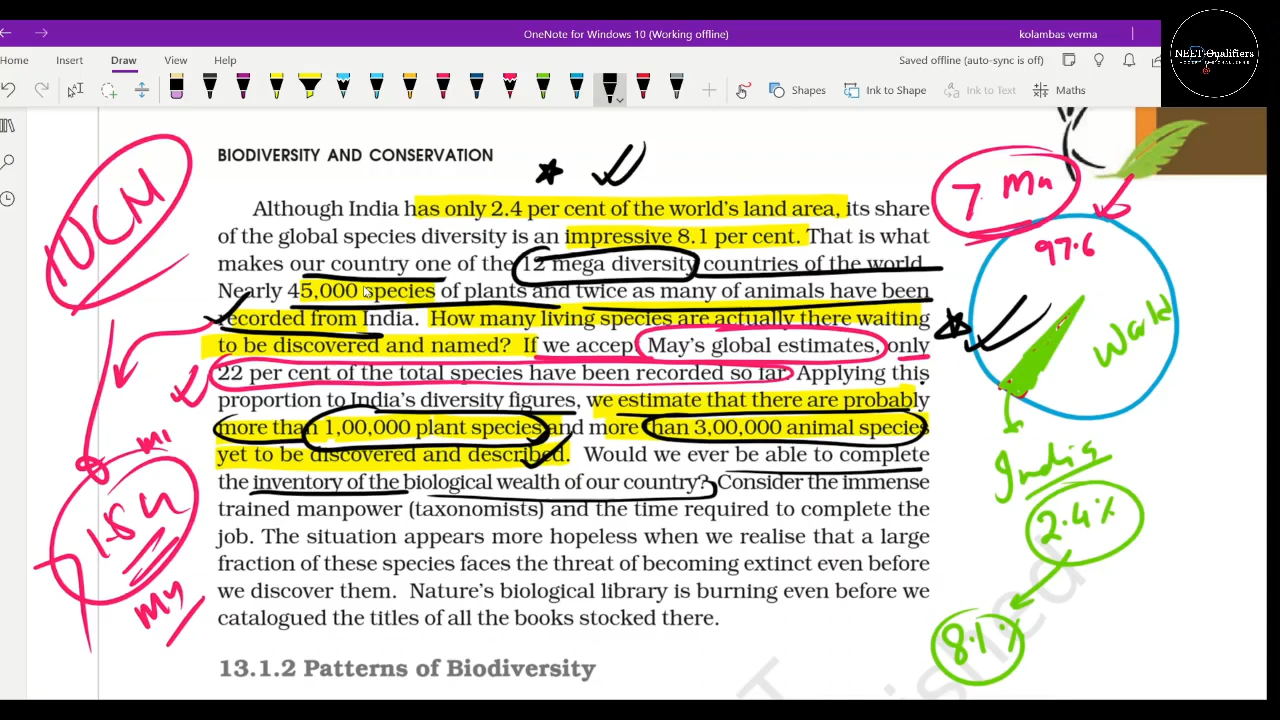 OneNote for Windows 10 (Working offline)
kolambas verma
NEET Qualifiers
Home Insert Draw View Help
Saved offline (auto-sync is off)
Shapes Ink to Shape Ink to Text Maths
BIODIVERSITY AND CONSERVATION
Although India has only 2.4 per cent of the world's land area, its share
of the global species diversity is an impressive 8.1 per cent. That is what
makes our country one of the 12 mega diversity countries of the world.
Nearly 45,000 species of plants and twice as many of animals have been
recorded from India. How many living species are actually there waiting
to be discovered and named? If we accept May's global estimates, only
22 per cent of the total species have been recorded so far. Applying this
proportion to India's diversity figures, we estimate that there are probably
more than 1,00,000 plant species and more than 3,00,000 animal species
yet to be discovered and described. Would we ever be able to complete
the inventory of the biological wealth of our country? Consider the immense
trained manpower (taxonomists) and the time required to complete the
job. The situation appears more hopeless when we realise that a large
fraction of these species faces the threat of becoming extinct even before
we discover them. Nature's biological library is burning even before we
catalogued the titles of all the books stocked there.
13.1.2 Patterns of Biodiversity
7 Mn
97.6
World
India
2.4%
8.1%